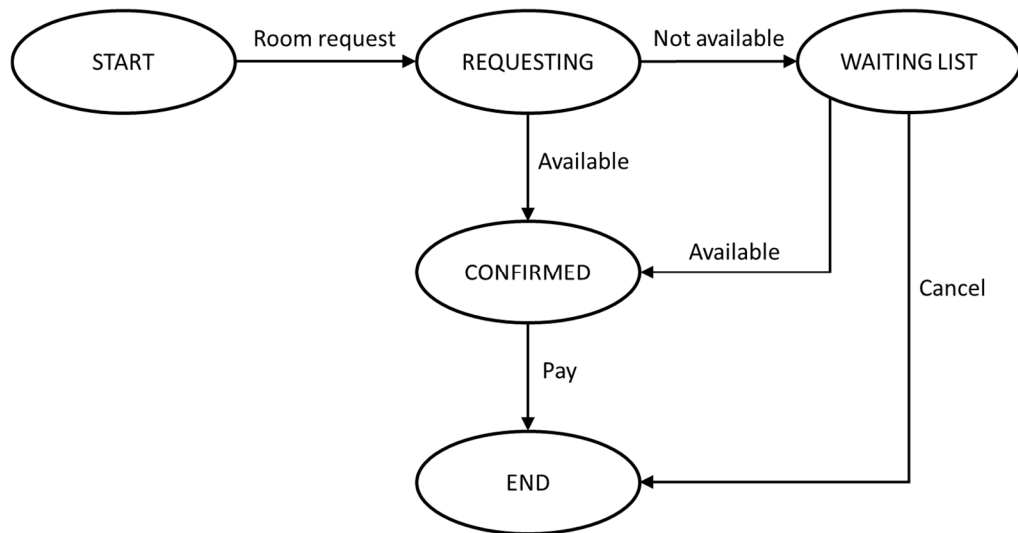 START
Room request
REQUESTING
Not available
WAITING LIST
Available
CONFIRMED
Available
Cancel
Pay
END